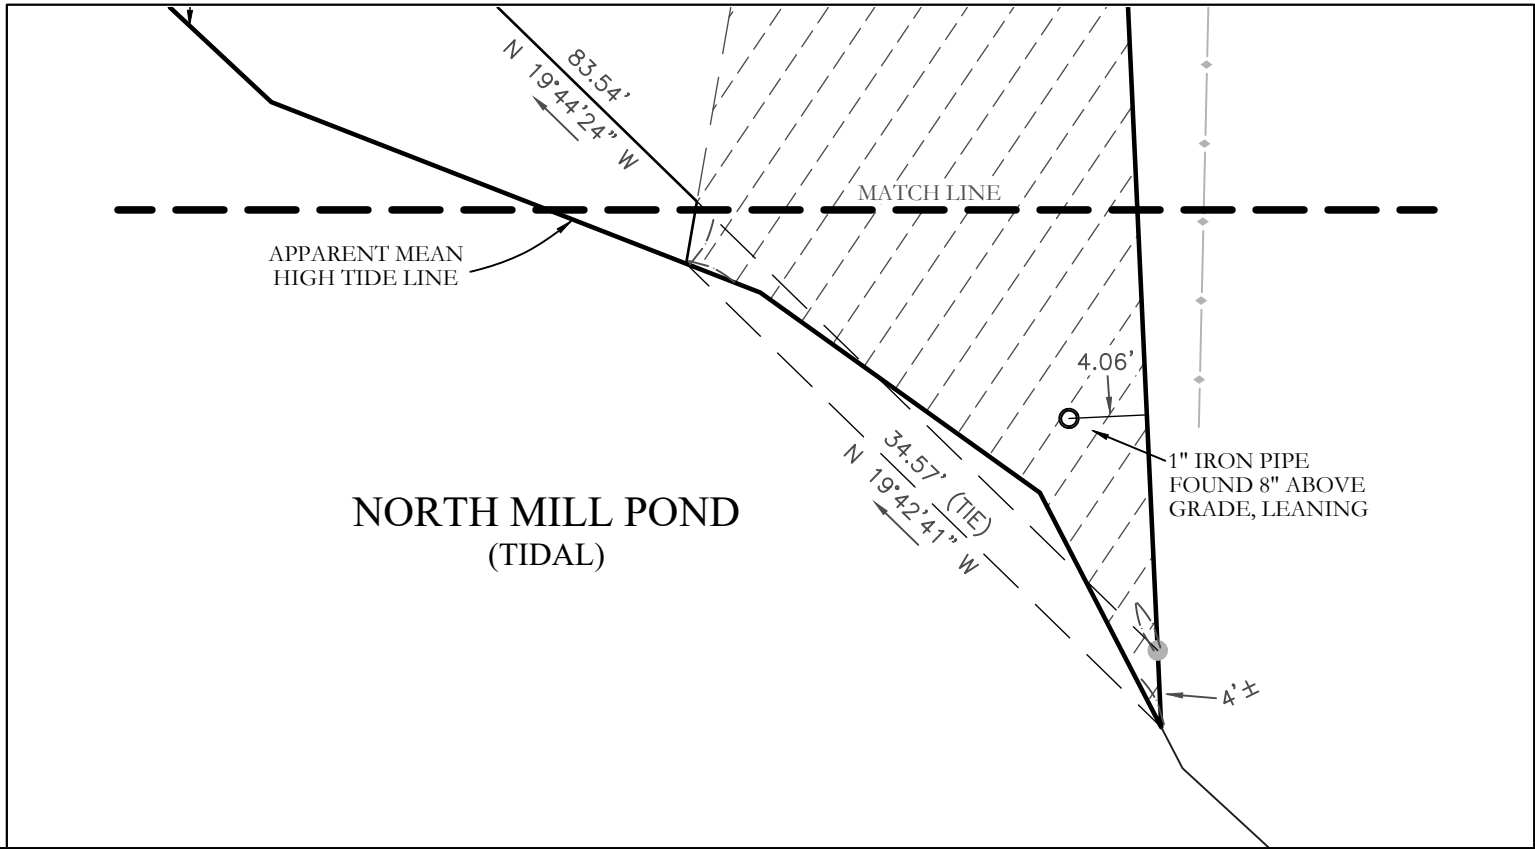 83.54'
N 19°44'24" W
MATCH LINE
APPARENT MEAN
HIGH TIDE LINE
4.06'
1" IRON PIPE
FOUND 8" ABOVE
GRADE, LEANING
34.57' (TIE)
N 19°42'41" W
NORTH MILL POND
(TIDAL)
4'±